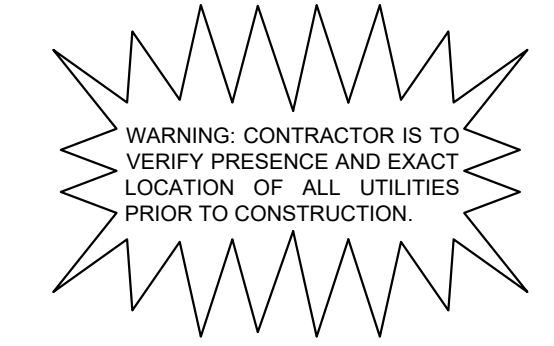 WARNING: CONTRACTOR IS TO
VERIFY PRESENCE AND EXACT
LOCATION OF ALL UTILITIES
PRIOR TO CONSTRUCTION.